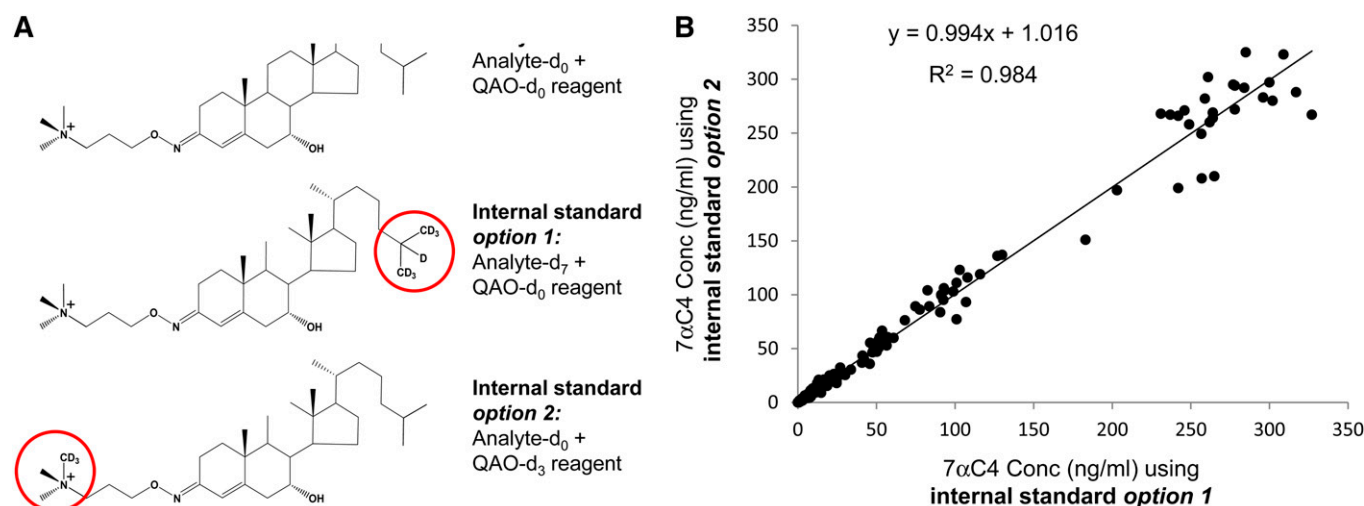 A
Analyte-d0 +
QAO-d0 reagent
N
+
O
N
OH
Internal standard
option 1:
Analyte-d7 +
QAO-d0 reagent
CD3
D
CD3
N
+
O
N
OH
Internal standard
option 2:
Analyte-d0 +
QAO-d3 reagent
CD3
N
+
O
N
OH
B
y = 0.994x + 1.016
R² = 0.984
7αC4 Conc (ng/ml) using
internal standard option 2
350
300
250
200
150
100
50
0
0 50 100 150 200 250 300 350
7αC4 Conc (ng/ml) using
internal standard option 1